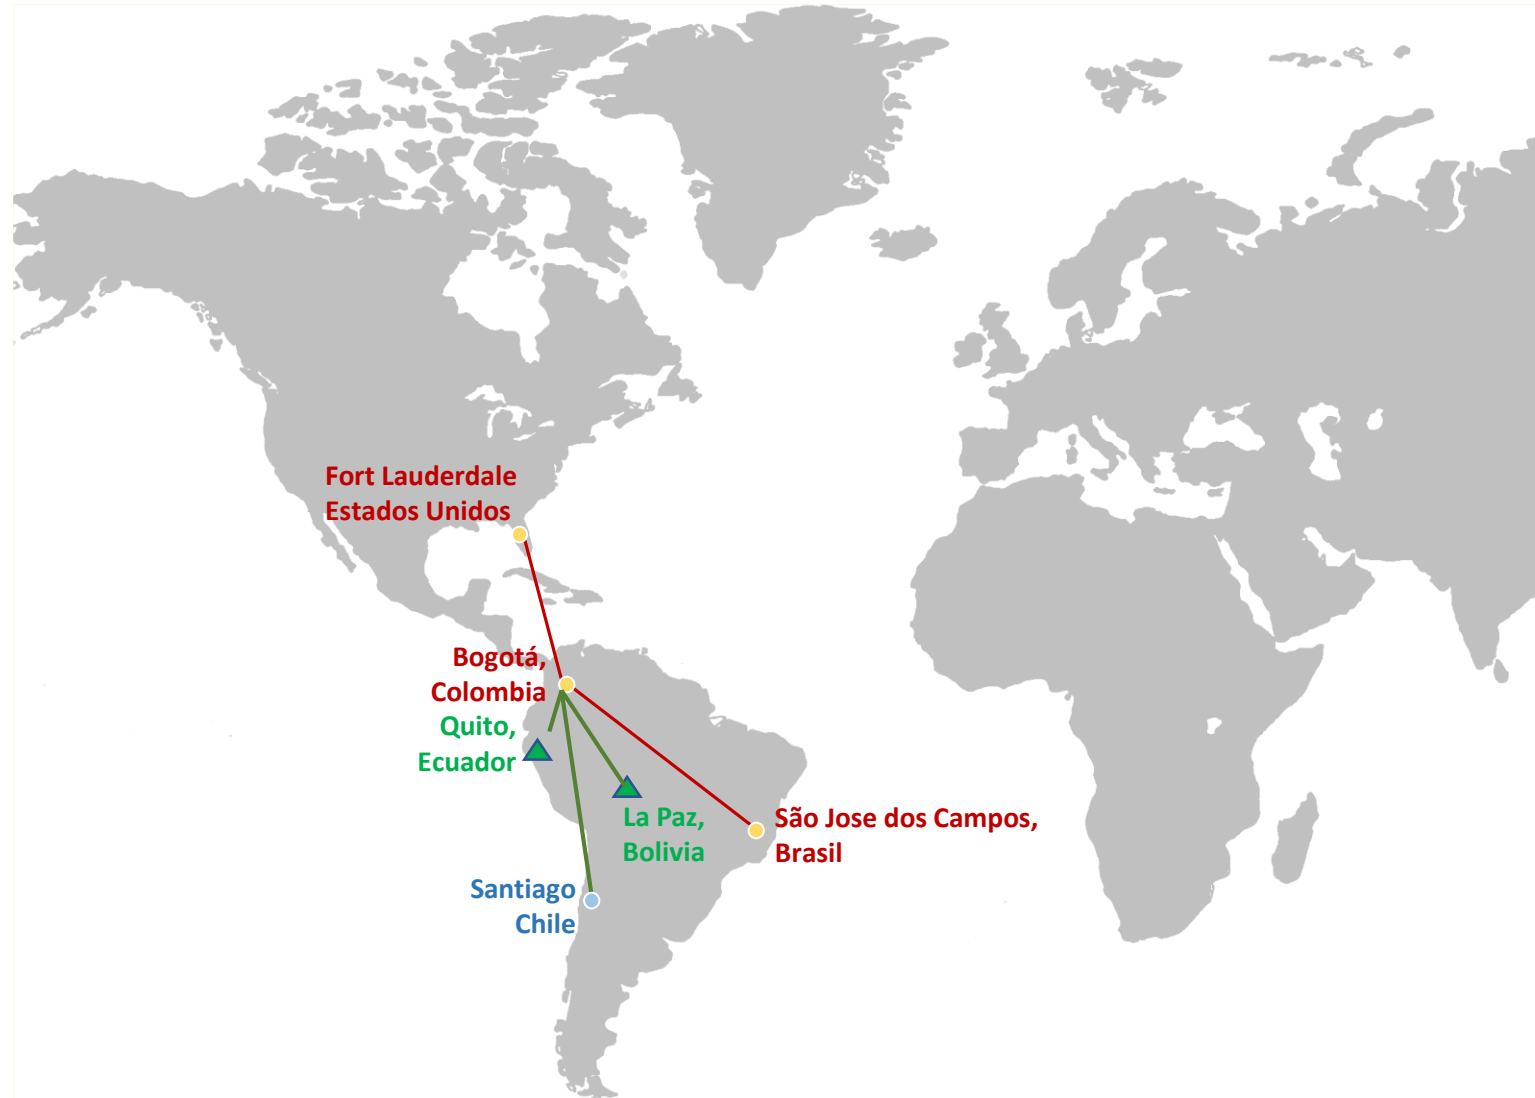 Fort Lauderdale
Estados Unidos
Bogotá,
Colombia
Quito,
Ecuador
La Paz,
Bolivia
São Jose dos Campos,
Brasil
Santiago
Chile